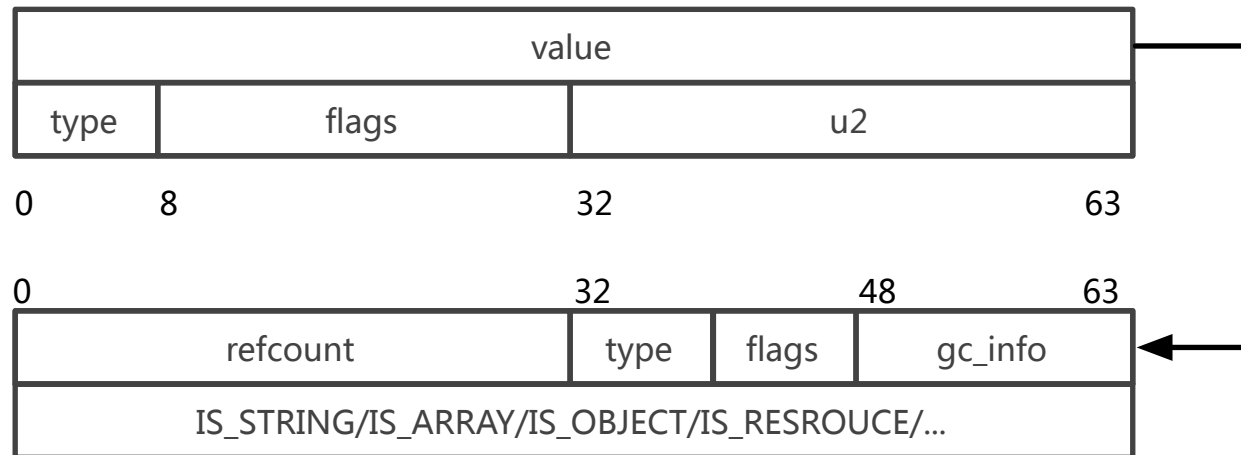 value
type flags u2
0 8 32 63
0 32 48 63
refcount type flags gc_info
IS_STRING/IS_ARRAY/IS_OBJECT/IS_RESROUCE/...